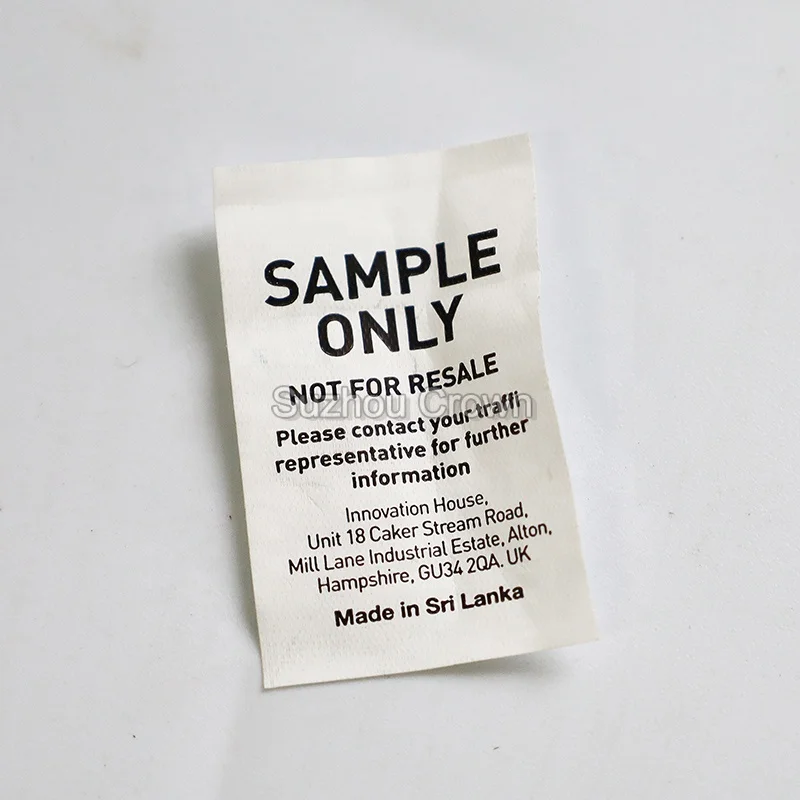 SAMPLE
ONLY
NOT FOR RESALE
Suzhou Crown
Please contact your traffi
representative for further
information
Innovation House,
Unit 18 Caker Stream Road,
Mill Lane Industrial Estate, Alton,
Hampshire, GU34 2QA. UK
Made in Sri Lanka